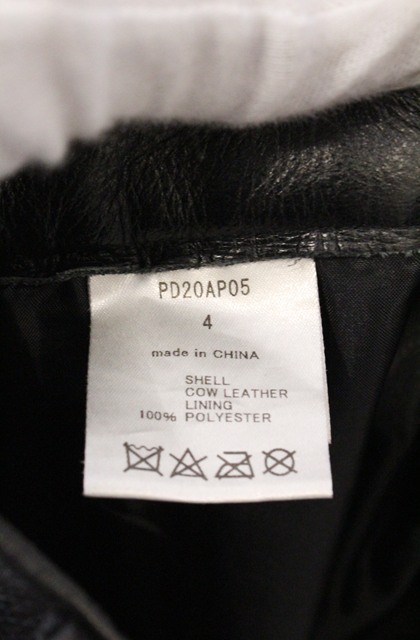 PD20AP05
4
made in CHINA
SHELL
COW LEATHER
LINING
100% POLYESTER